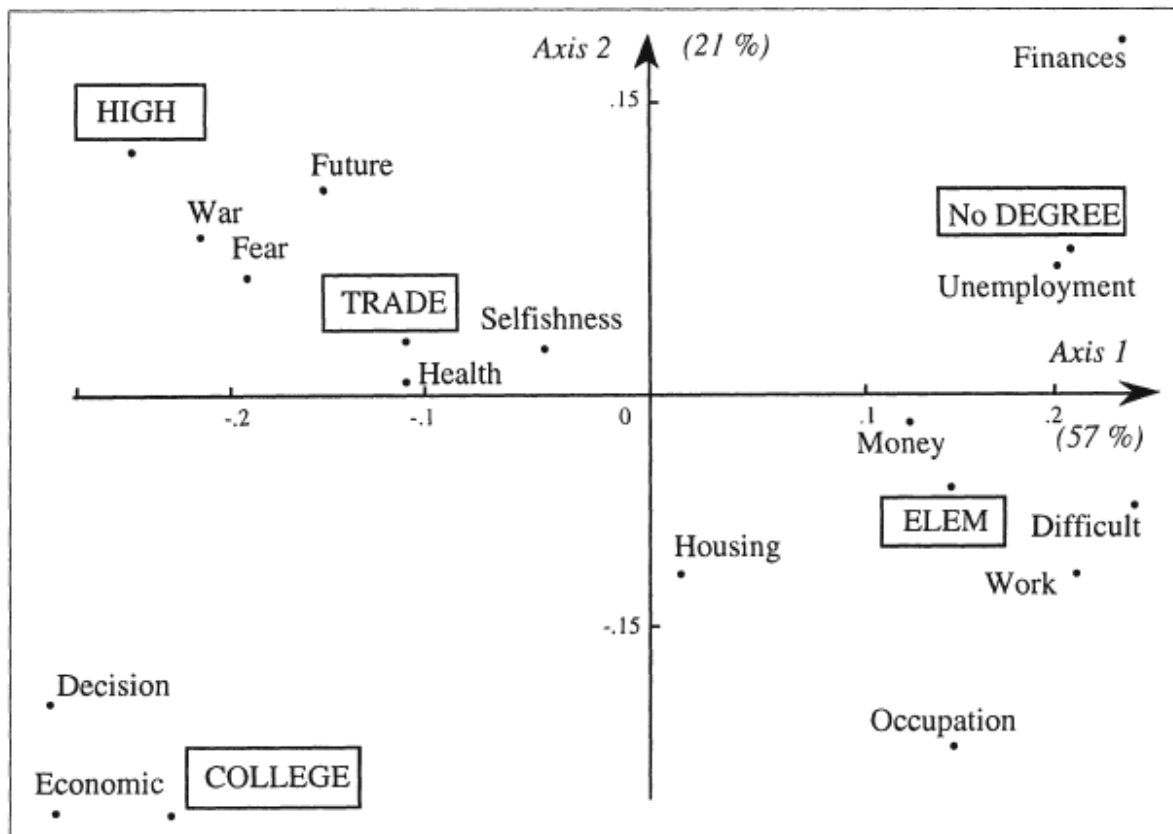 Axis 2 (21 %)
Finances
.15
HIGH
Future
War
Fear
No DEGREE
Unemployment
TRADE
Selfishness
Axis 1
Health
-.2 -.1 0 .1 .2
Money
(57 %)
ELEM
Difficult
Housing
Work
-.15
Decision
Occupation
Economic
COLLEGE